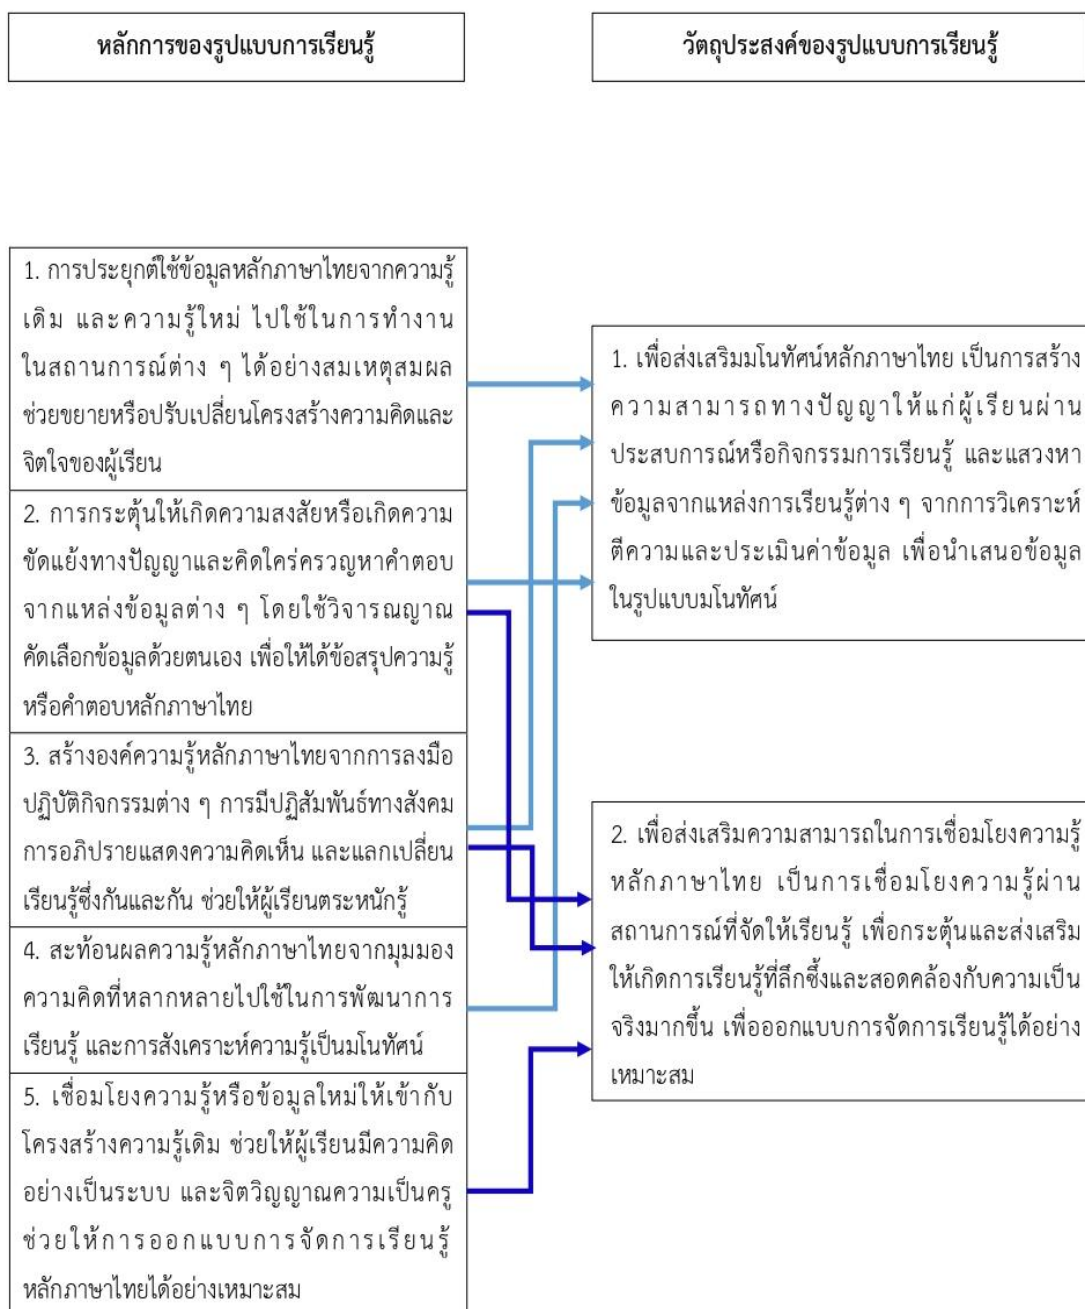 หลักการของรูปแบบการเรียนรู้
วัตถุประสงค์ของรูปแบบการเรียนรู้
1. การประยุกต์ใช้ข้อมูลหลักภาษาไทยจากความรู้
เดิม และความรู้ใหม่ ไปใช้ในการทำงาน
ในสถานการณ์ต่าง ๆ ได้อย่างสมเหตุสมผล
ช่วยขยายหรือปรับเปลี่ยนโครงสร้างความคิดและ
จิตใจของผู้เรียน
2. การกระตุ้นให้เกิดความสงสัยหรือเกิดความ
ขัดแย้งทางปัญญาและคิดใคร่ครวญหาคำตอบ
จากแหล่งข้อมูลต่าง ๆ โดยใช้วิจารณญาณ
คัดเลือกข้อมูลด้วยตนเอง เพื่อให้ได้ข้อสรุปความรู้
หรือคำตอบหลักภาษาไทย
3. สร้างองค์ความรู้หลักภาษาไทยจากการลงมือ
ปฏิบัติกิจกรรมต่าง ๆ การมีปฏิสัมพันธ์ทางสังคม
การอภิปรายแสดงความคิดเห็น และแลกเปลี่ยน
เรียนรู้ซึ่งกันและกัน ช่วยให้ผู้เรียนตระหนักรู้
4. สะท้อนผลความรู้หลักภาษาไทยจากมุมมอง
ความคิดที่หลากหลายไปใช้ในการพัฒนาการ
เรียนรู้ และการสังเคราะห์ความรู้เป็นมโนทัศน์
5. เชื่อมโยงความรู้หรือข้อมูลใหม่ให้เข้ากับ
โครงสร้างความรู้เดิม ช่วยให้ผู้เรียนมีความคิด
อย่างเป็นระบบ และจิตวิญญาณความเป็นครู
ช่วยให้การออกแบบการจัดการเรียนรู้
หลักภาษาไทยได้อย่างเหมาะสม
1. เพื่อส่งเสริมมโนทัศน์หลักภาษาไทย เป็นการสร้าง
ความสามารถทางปัญญาให้แก่ผู้เรียนผ่าน
ประสบการณ์หรือกิจกรรมการเรียนรู้ และแสวงหา
ข้อมูลจากแหล่งการเรียนรู้ต่าง ๆ จากการวิเคราะห์
ตีความและประเมินค่าข้อมูล เพื่อนำเสนอข้อมูล
ในรูปแบบมโนทัศน์
2. เพื่อส่งเสริมความสามารถในการเชื่อมโยงความรู้
หลักภาษาไทย เป็นการเชื่อมโยงความรู้ผ่าน
สถานการณ์ที่จัดให้เรียนรู้ เพื่อกระตุ้นและส่งเสริม
ให้เกิดการเรียนรู้ที่ลึกซึ้งและสอดคล้องกับความเป็น
จริงมากขึ้น เพื่อออกแบบการจัดการเรียนรู้ได้อย่าง
เหมาะสม